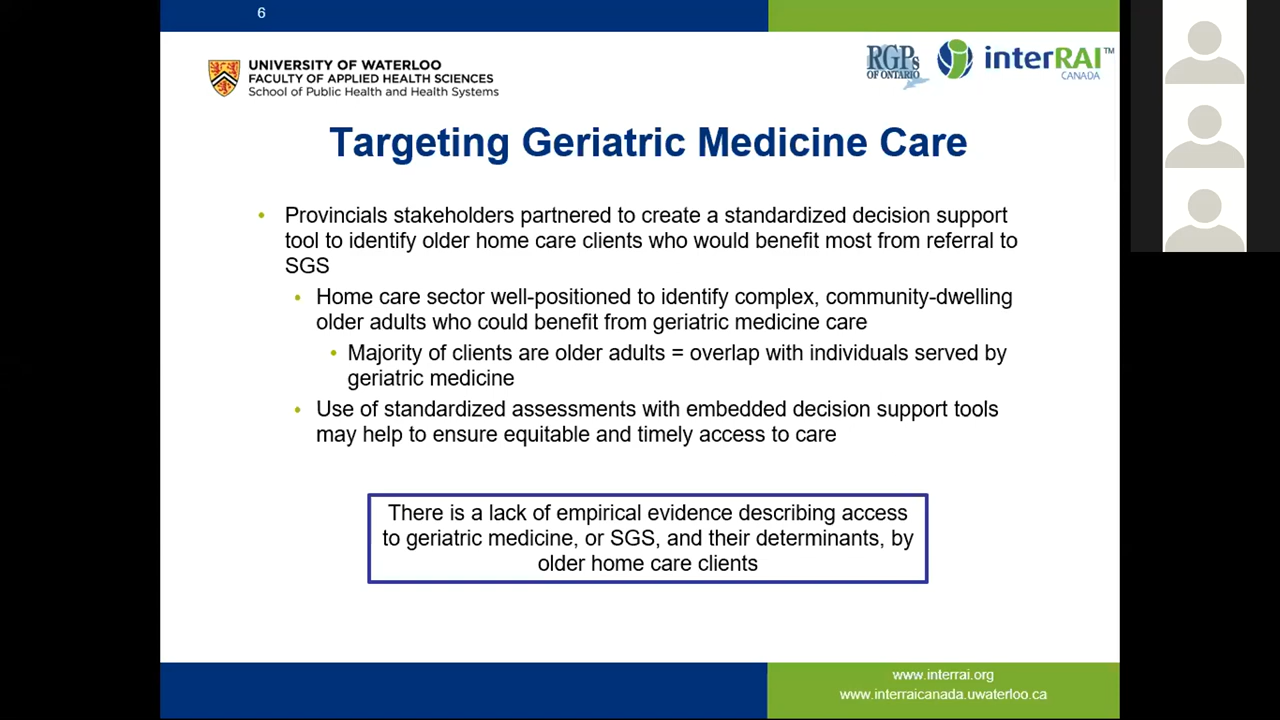 6
UNIVERSITY OF WATERLOO
FACULTY OF APPLIED HEALTH SCIENCES
School of Public Health and Health Systems
RGPs
OF ONTARIO
interRAI™
CANADA
Targeting Geriatric Medicine Care
• Provincials stakeholders partnered to create a standardized decision support
tool to identify older home care clients who would benefit most from referral to
SGS
• Home care sector well-positioned to identify complex, community-dwelling
older adults who could benefit from geriatric medicine care
• Majority of clients are older adults = overlap with individuals served by
geriatric medicine
• Use of standardized assessments with embedded decision support tools
may help to ensure equitable and timely access to care
There is a lack of empirical evidence describing access
to geriatric medicine, or SGS, and their determinants, by
older home care clients
www.interrai.org
www.interraicanada.uwaterloo.ca